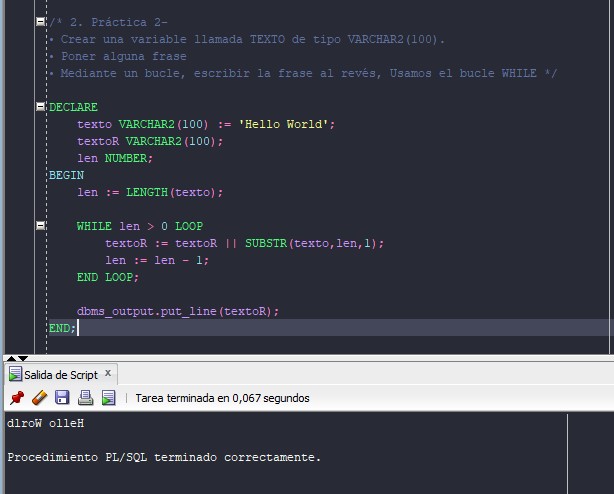 /* 2. Práctica 2-
• Crear una variable llamada TEXTO de tipo VARCHAR2(100).
• Poner alguna frase
• Mediante un bucle, escribir la frase al revés, Usamos el bucle WHILE */
DECLARE
texto VARCHAR2(100) := 'Hello World';
textoR VARCHAR2(100);
len NUMBER;
BEGIN
len := LENGTH(texto);
WHILE len > 0 LOOP
textoR := textoR || SUBSTR(texto,len,1);
len := len - 1;
END LOOP;
dbms_output.put_line(textoR);
END;
Salida de Script x
Tarea terminada en 0,067 segundos
dlroW olleH
Procedimiento PL/SQL terminado correctamente.